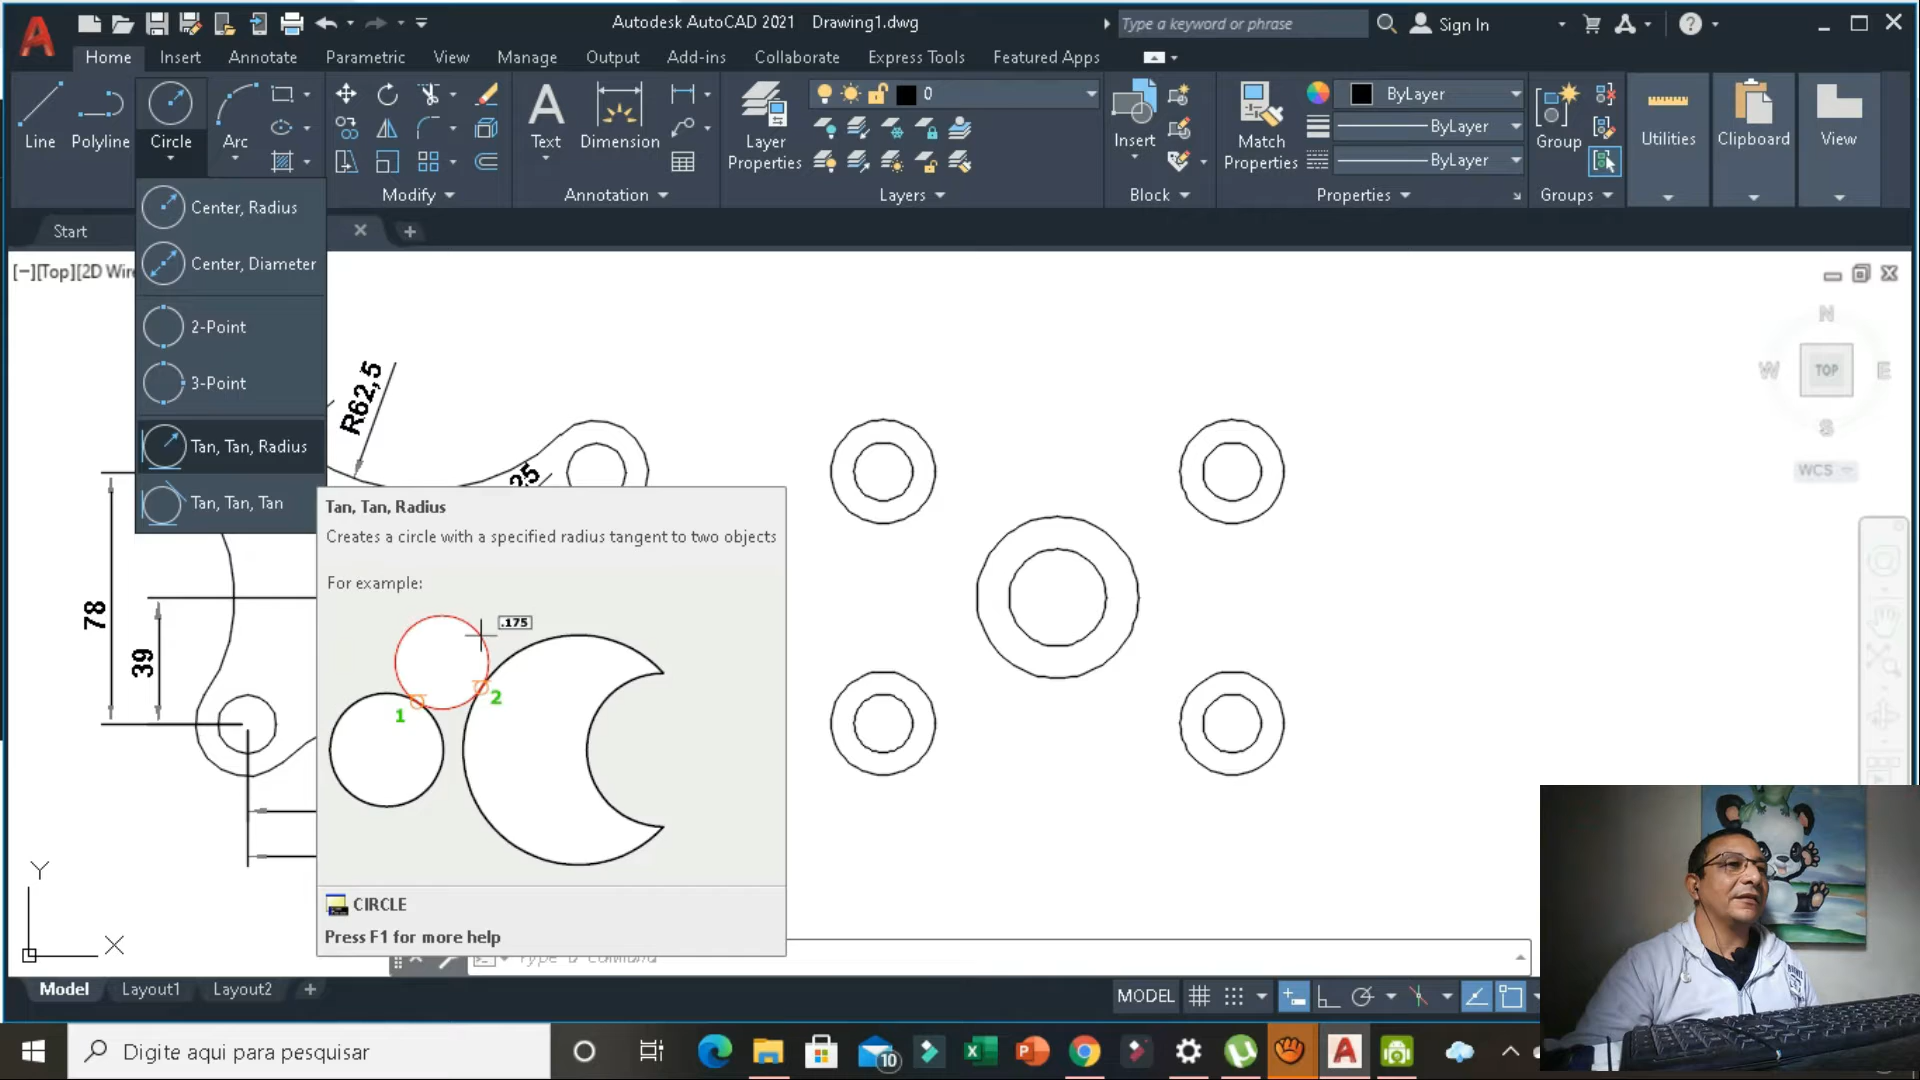 Autodesk AutoCAD 2021 Drawing1.dwg
Type a keyword or phrase
Sign In
Home Insert Annotate Parametric View Manage Output Add-ins Collaborate Express Tools Featured Apps
0
ByLayer
ByLayer
ByLayer
Line Polyline Circle Arc
Text Dimension
Layer Properties
Insert
Match Properties
Group
Utilities
Clipboard
View
Modify
Annotation
Layers
Block
Properties
Groups
Start
Center, Radius
Center, Diameter
2-Point
3-Point
Tan, Tan, Radius
Tan, Tan, Tan
[−][Top][2D Wir
N
W
TOP
E
S
WCS
R62,5
25
78
39
Tan, Tan, Radius
Creates a circle with a specified radius tangent to two objects
For example:
.175
1
2
CIRCLE
Press F1 for more help
Y
X
Type a command
Model Layout1 Layout2
MODEL
Digite aqui para pesquisar
10